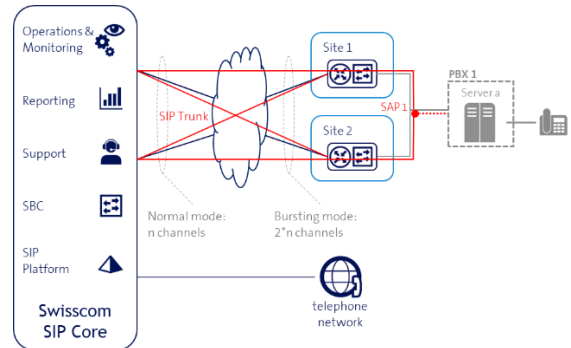 Operations &
Monitoring
Reporting
Support
SBC
SIP
Platform
Swisscom
SIP Core
SIP Trunk
Normal mode:
n channels
Bursting mode:
2*n channels
Site 1
Site 2
SAP 1
PBX 1
Server a
telephone
network